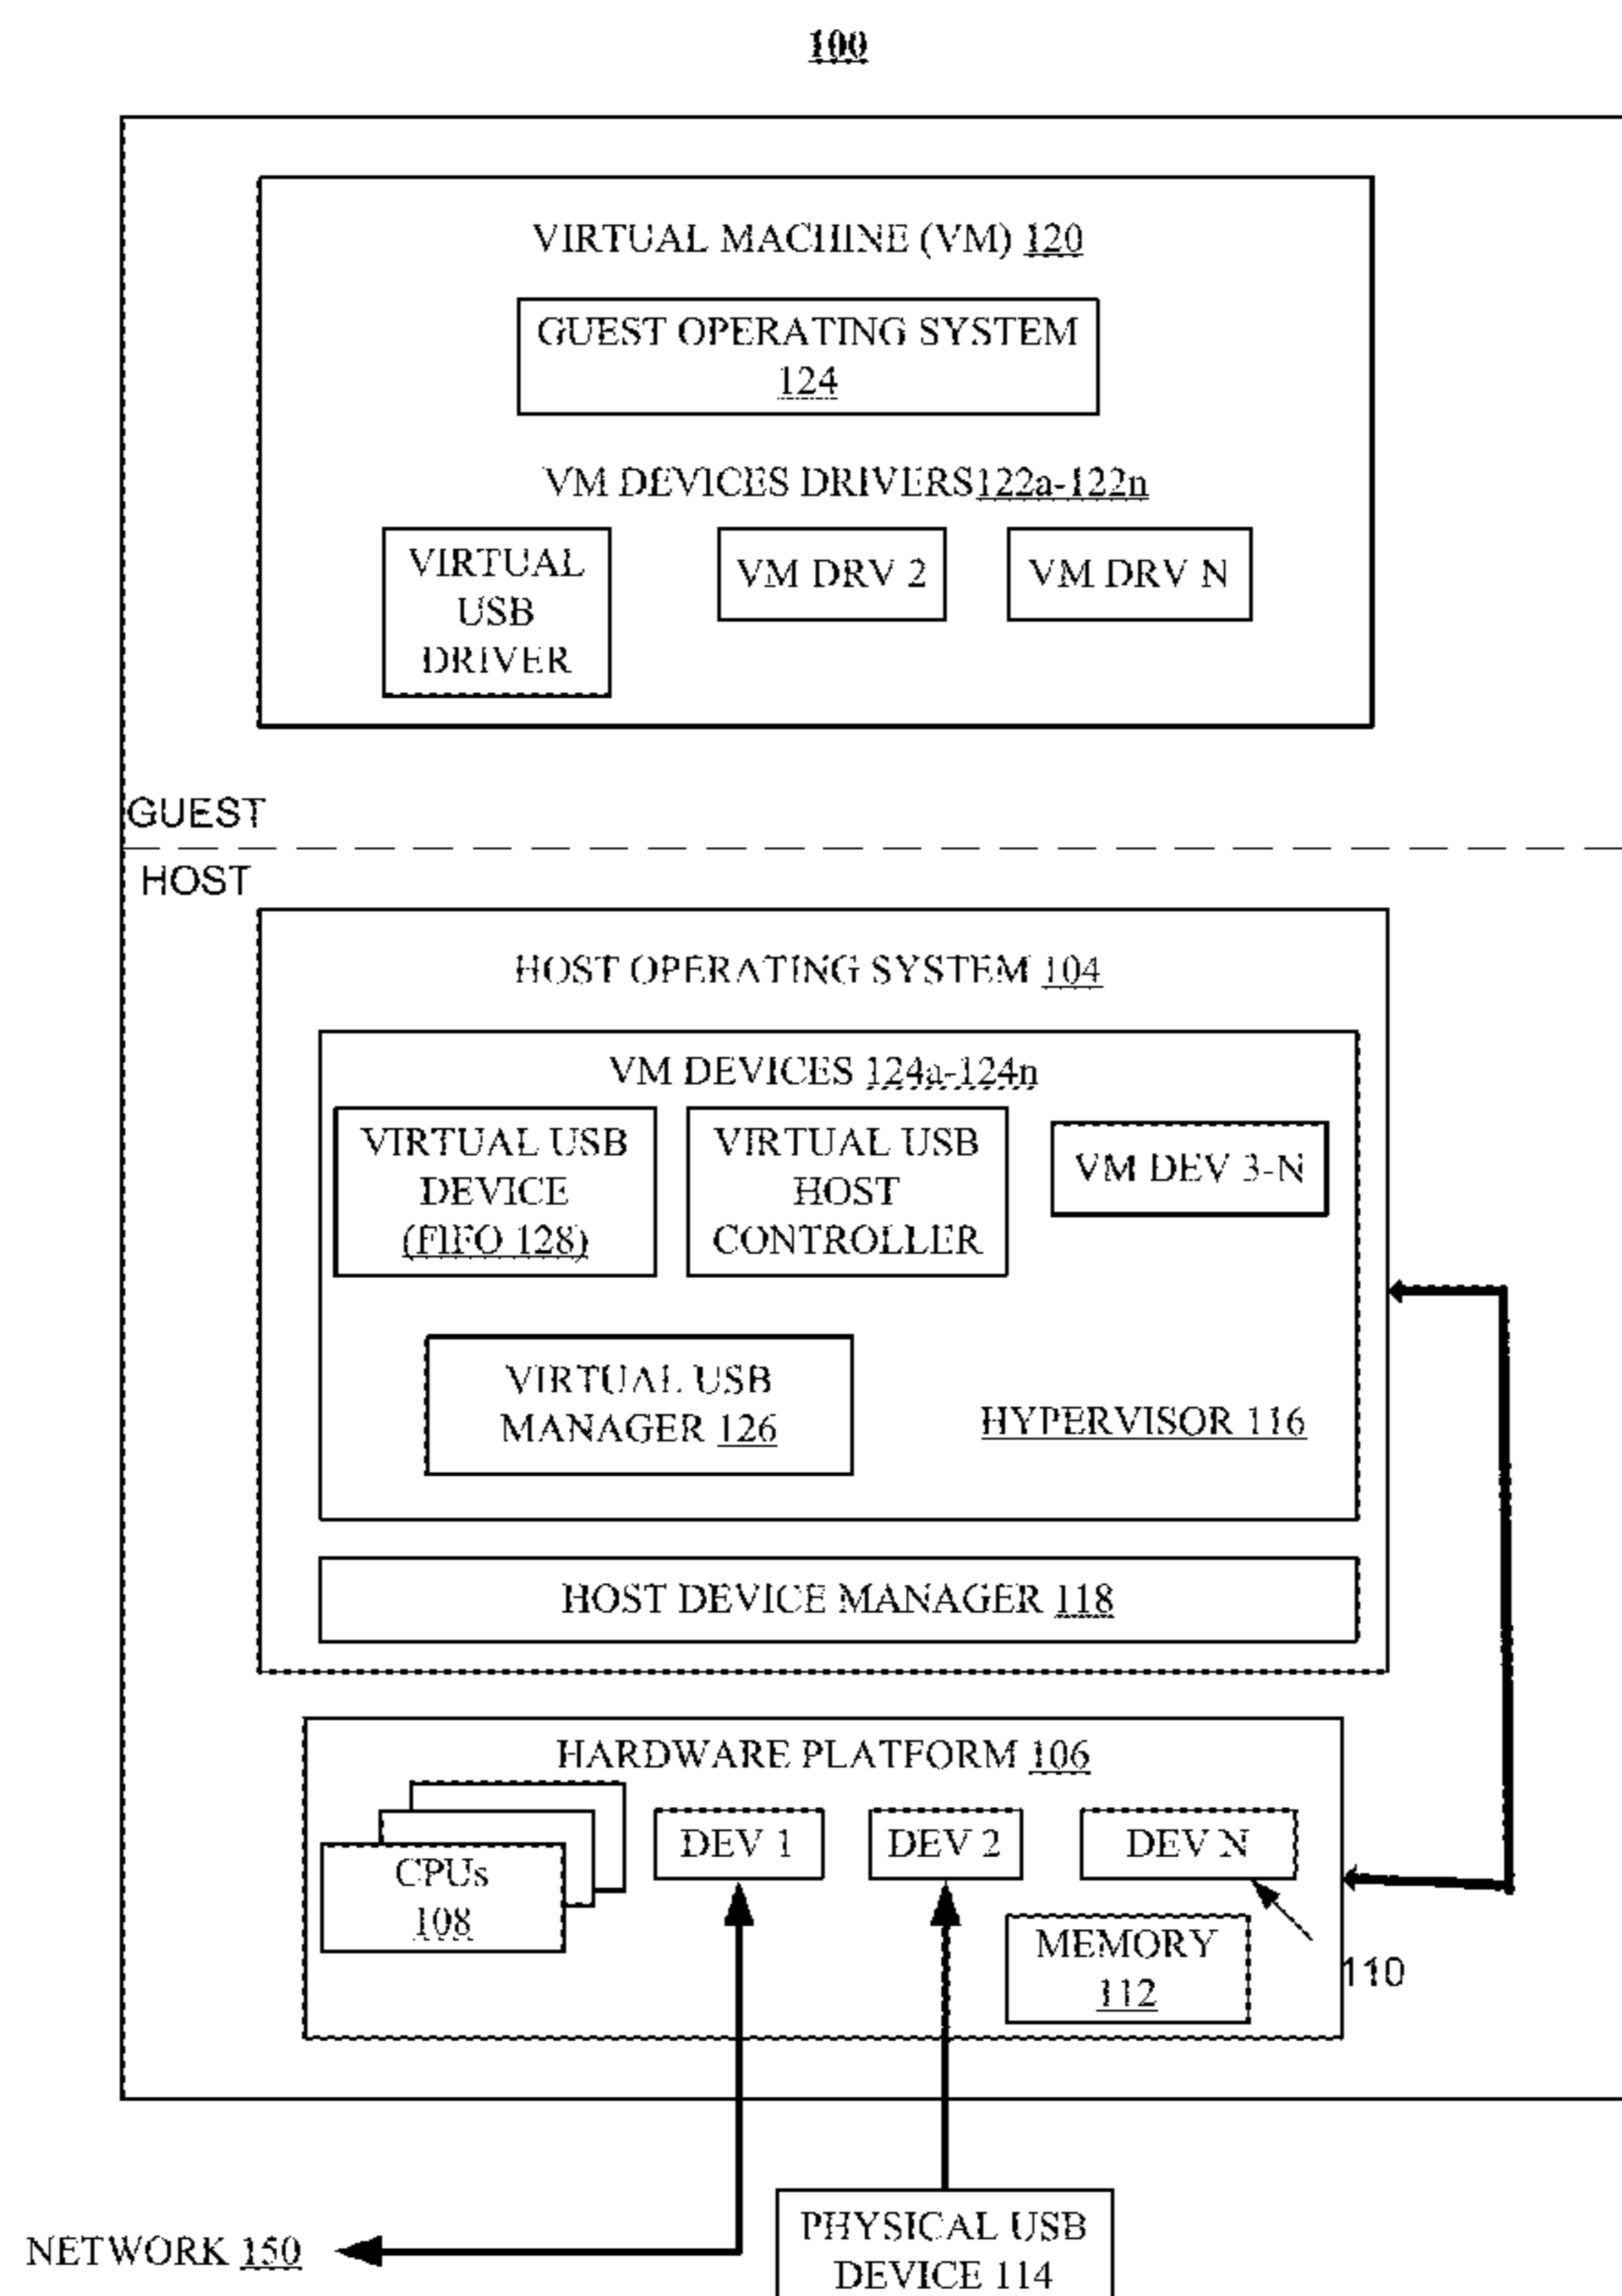 100
VIRTUAL MACHINE (VM) 120
GUEST OPERATING SYSTEM
124
VM DEVICES DRIVERS122a-122n
VIRTUAL
USB
DRIVER
VM DRV 2
VM DRV N
GUEST
HOST
HOST OPERATING SYSTEM 104
VM DEVICES 124a-124n
VIRTUAL USB
DEVICE
(FIFO 128)
VIRTUAL USB
HOST
CONTROLLER
VM DEV 3-N
VIRTUAL USB
MANAGER 126
HYPERVISOR 116
HOST DEVICE MANAGER 118
HARDWARE PLATFORM 106
CPUs
108
DEV 1
DEV 2
DEV N
MEMORY
112
110
NETWORK 150
PHYSICAL USB
DEVICE 114